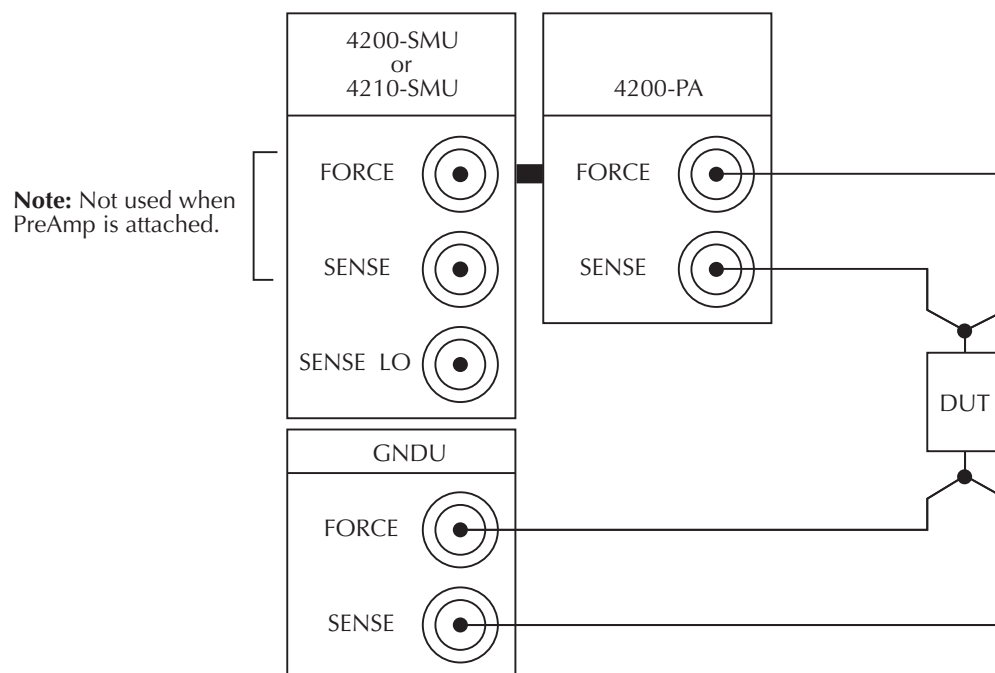 4200-SMU
or
4210-SMU
4200-PA
FORCE
FORCE
Note: Not used when
PreAmp is attached.
SENSE
SENSE
SENSE LO
DUT
GNDU
FORCE
SENSE